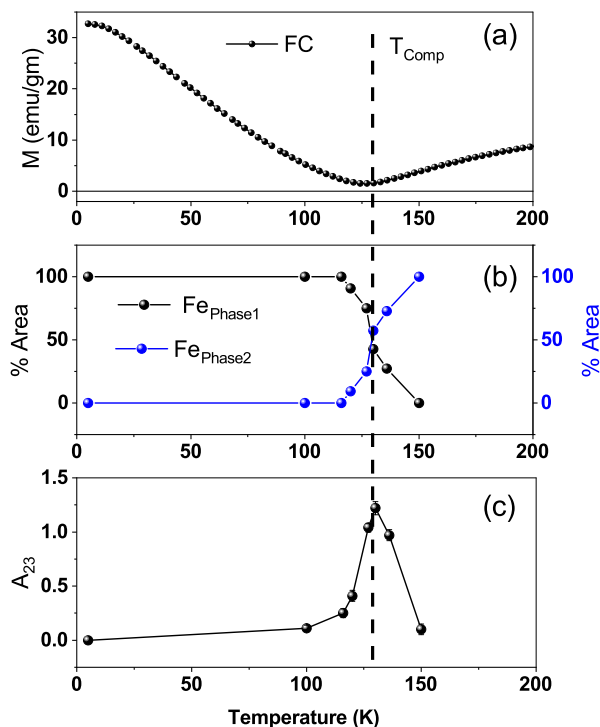 (a)
FC
T_Comp
M (emu/gm)
30
20
10
0
0 50 100 150 200
(b)
Fe_Phase1
Fe_Phase2
% Area
100
50
0
% Area
100
50
0
0 50 100 150 200
(c)
A_23
1.5
1.0
0.5
0.0
0 50 100 150 200
Temperature (K)